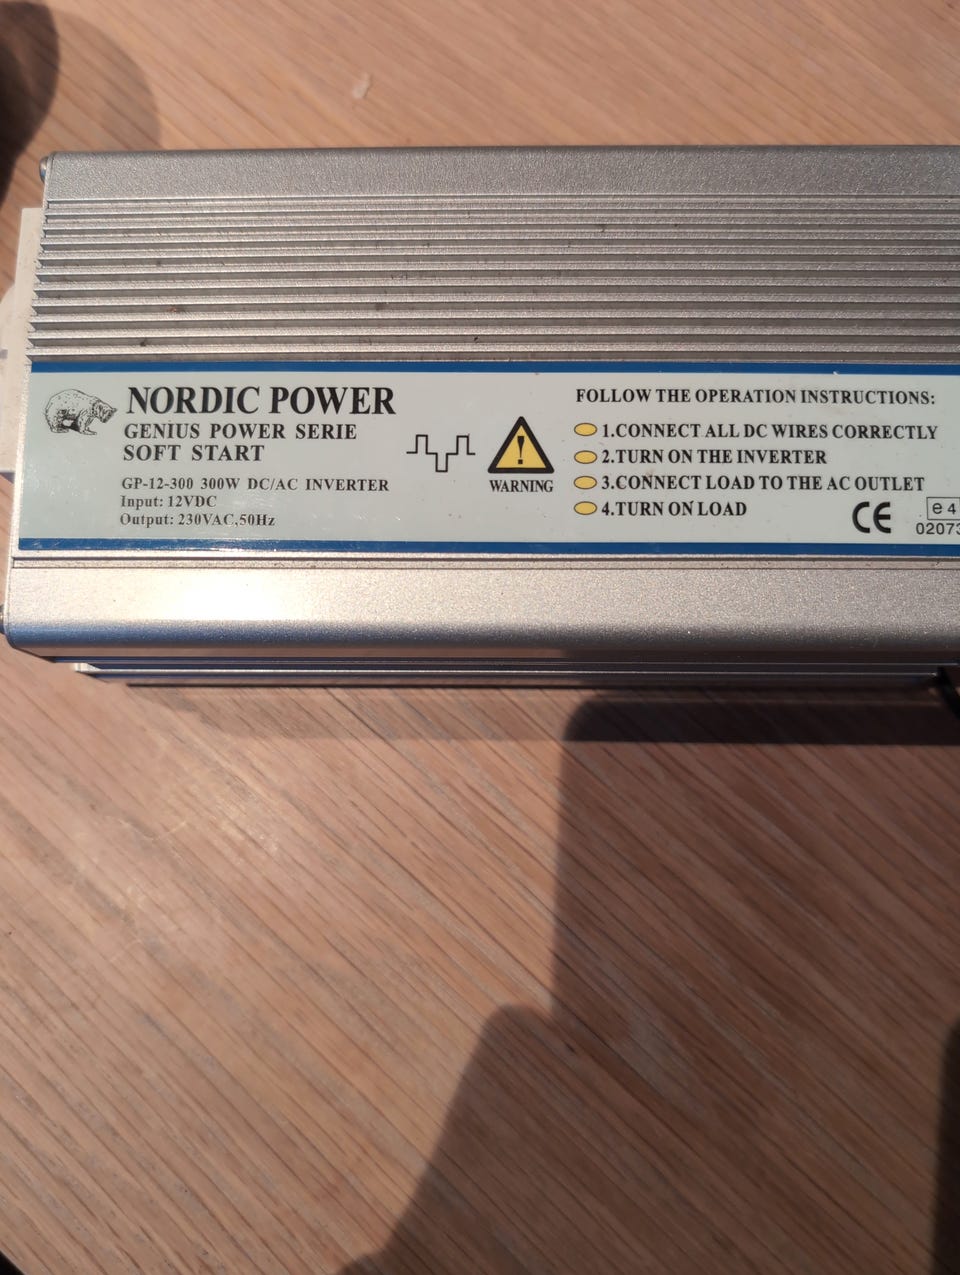 NORDIC POWER
GENIUS POWER SERIE
SOFT START
GP-12-300 300W DC/AC INVERTER
Input: 12VDC
Output: 230VAC,50Hz
WARNING
FOLLOW THE OPERATION INSTRUCTIONS:
1.CONNECT ALL DC WIRES CORRECTLY
2.TURN ON THE INVERTER
3.CONNECT LOAD TO THE AC OUTLET
4.TURN ON LOAD
CE
e4